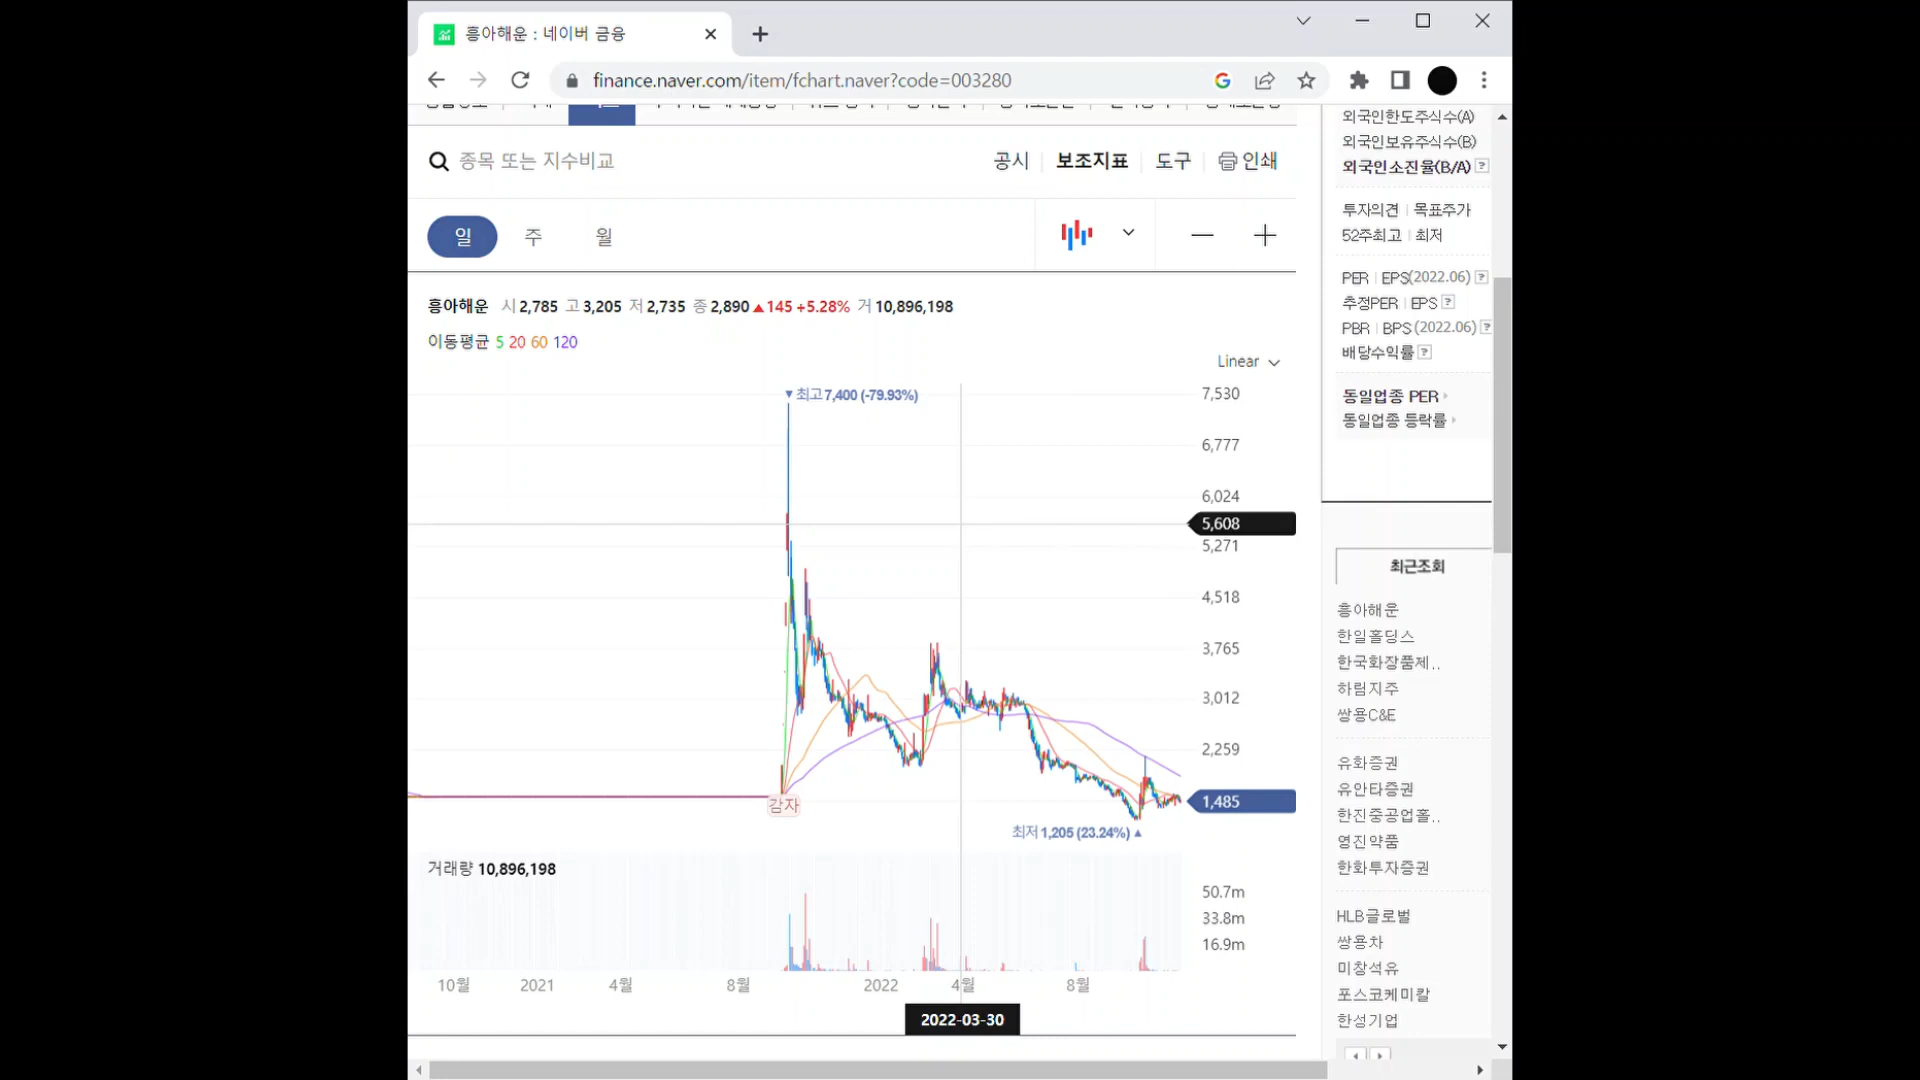 흥아해운 : 네이버 금융
finance.naver.com/item/fchart.naver?code=003280
종목 또는 지수비교
공시 보조지표 도구 인쇄
일 주 월
흥아해운 시 2,785 고 3,205 저 2,735 종 2,890 ▲145 +5.28% 거 10,896,198
이동평균 5 20 60 120
Linear
▼최고 7,400 (-79.93%)
7,530
6,777
6,024
5,608
5,271
4,518
3,765
3,012
2,259
1,485
감자
최저 1,205 (23.24%) ▲
거래량 10,896,198
50.7m
33.8m
16.9m
10월 2021 4월 8월 2022 4월 8월
2022-03-30
외국인한도주식수(A)
외국인보유주식수(B)
외국인소진율(B/A) ?
투자의견 | 목표주가
52주최고 | 최저
PER | EPS(2022.06) ?
추정PER | EPS ?
PBR | BPS (2022.06) ?
배당수익률 ?
동일업종 PER
동일업종 등락률
최근조회
흥아해운
한일홀딩스
한국화장품제..
하림지주
쌍용C&E
유화증권
유안타증권
한진중공업홀..
영진약품
한화투자증권
HLB글로벌
쌍용차
미창석유
포스코케미칼
한성기업